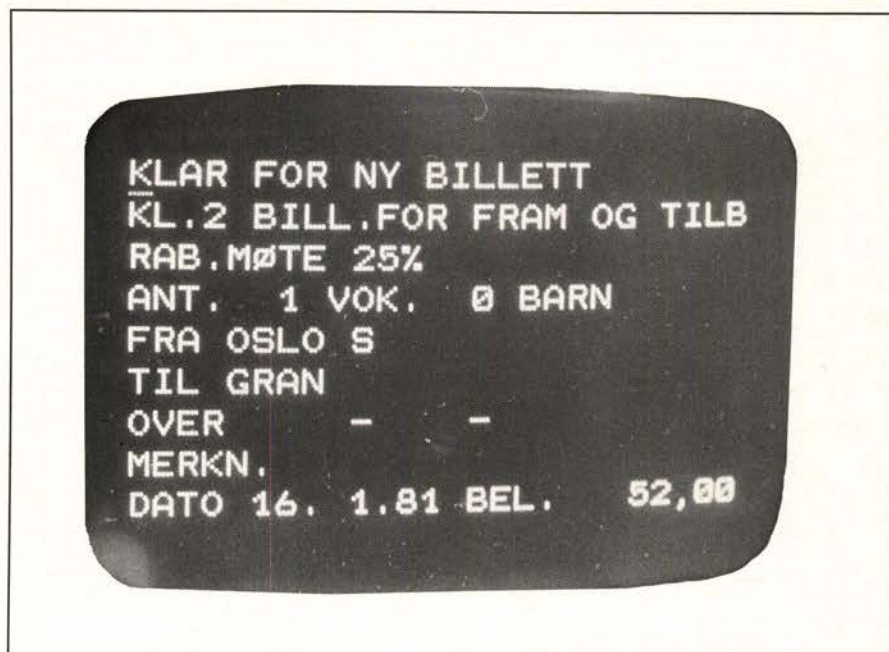 KLAR FOR NY BILLETT
KL.2 BILL.FOR FRAM OG TILB
RAB.MØTE 25%
ANT. 1 VOK. 0 BARN
FRA OSLO S
TIL GRAN
OVER - -
MERKN.
DATO 16. 1.81 BEL. 52,00